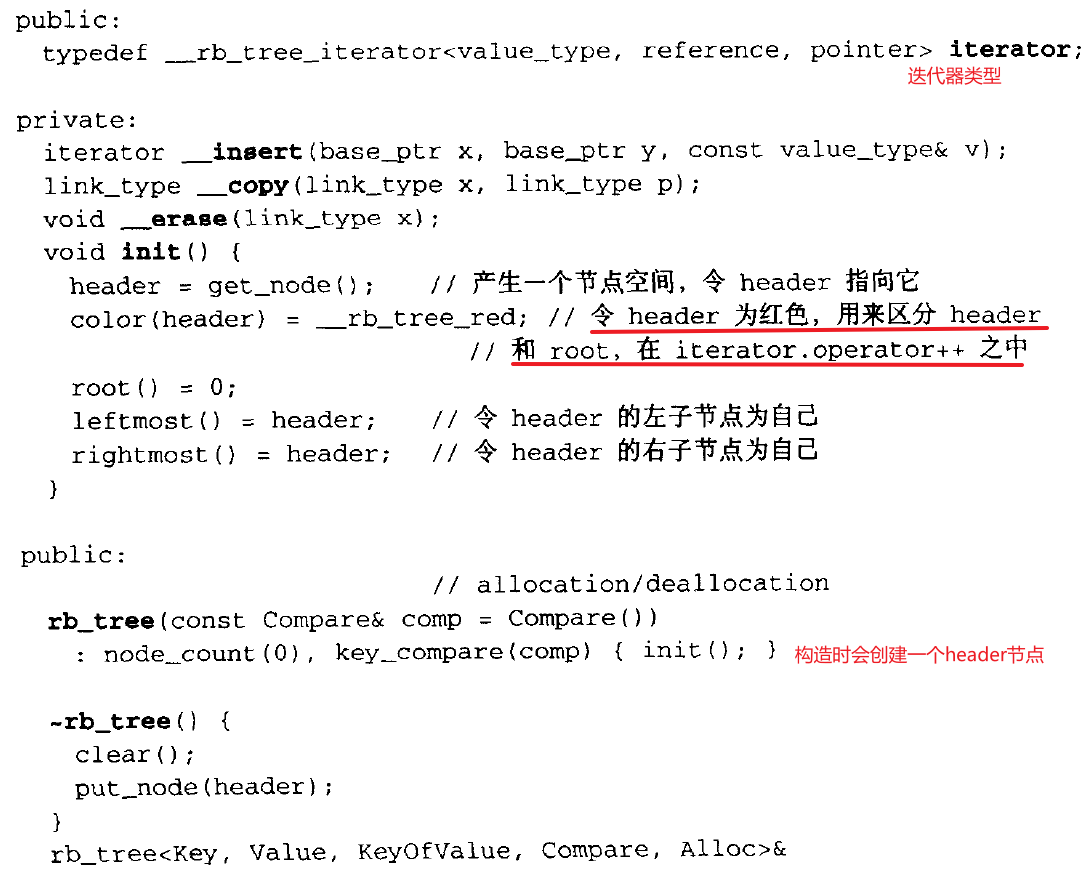 public:
typedef __rb_tree_iterator<value_type, reference, pointer> iterator;
迭代器类型
private:
iterator __insert(base_ptr x, base_ptr y, const value_type& v);
link_type __copy(link_type x, link_type p);
void __erase(link_type x);
void init() {
header = get_node(); // 产生一个节点空间，令 header 指向它
color(header) = __rb_tree_red; // 令 header 为红色，用来区分 header
// 和 root，在 iterator.operator++ 之中
root() = 0;
leftmost() = header; // 令 header 的左子节点为自己
rightmost() = header; // 令 header 的右子节点为自己
}
public:
// allocation/deallocation
rb_tree(const Compare& comp = Compare())
: node_count(0), key_compare(comp) { init(); } 构造时会创建一个header节点
~rb_tree() {
clear();
put_node(header);
}
rb_tree<Key, Value, KeyOfValue, Compare, Alloc>&